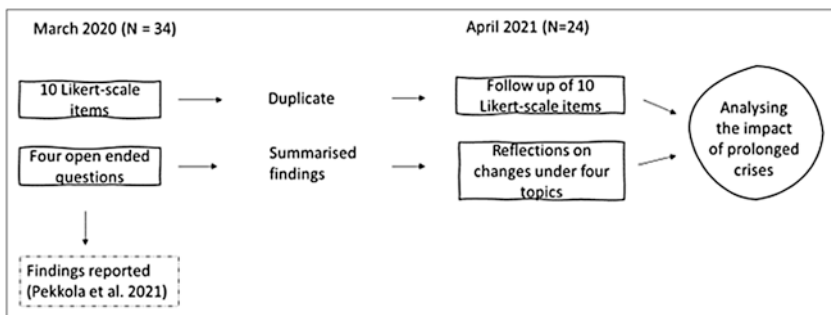 March 2020 (N = 34)
April 2021 (N=24)
10 Likert-scale
items
Duplicate
Follow up of 10
Likert-scale items
Four open ended
questions
Summarised
findings
Reflections on
changes under four
topics
Analysing
the impact
of prolonged
crises
Findings reported
(Pekkola et al. 2021)